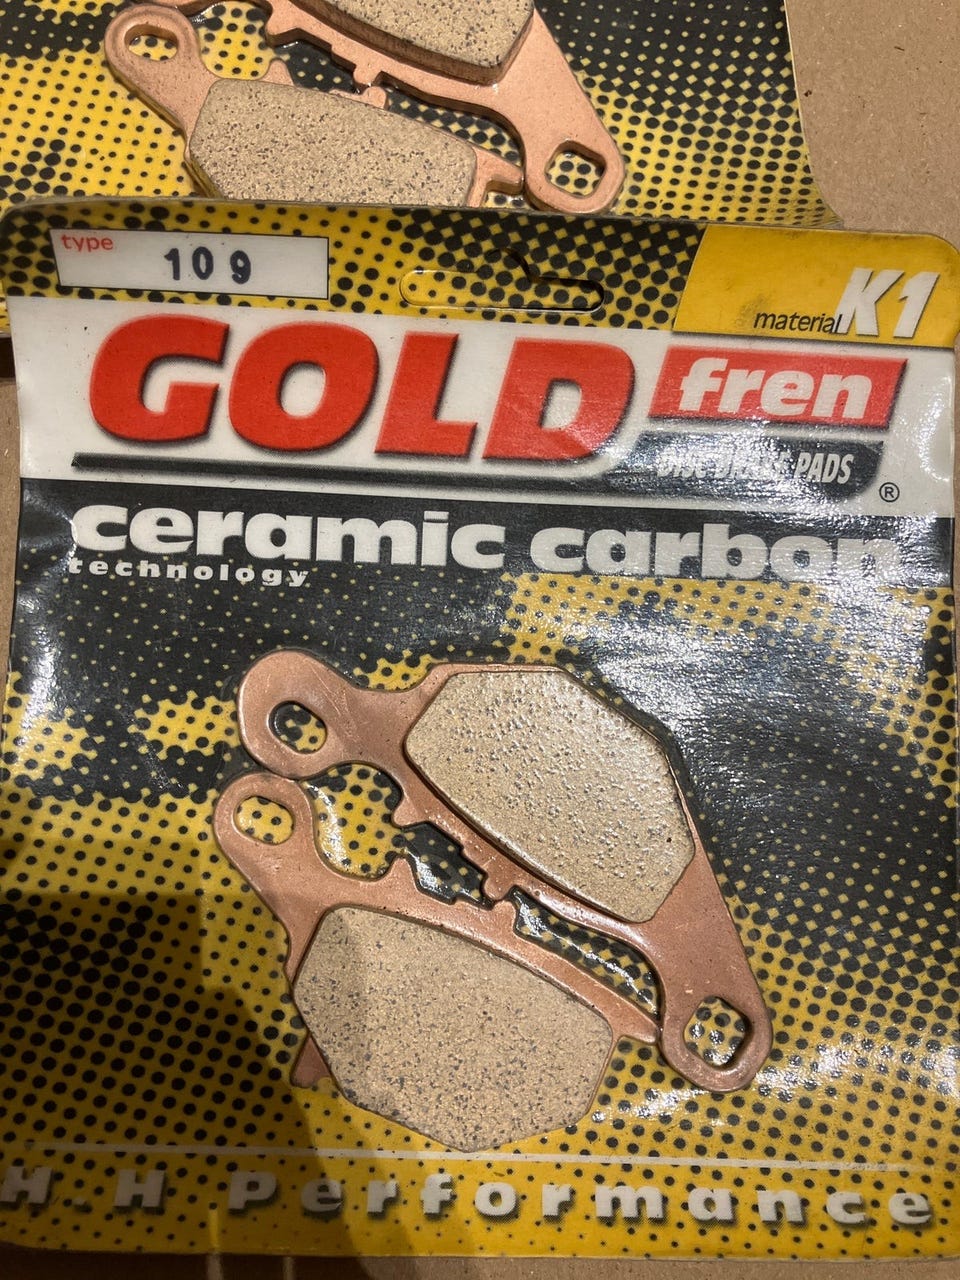 type
109
material K1
GOLD fren
DISC BRAKE PADS
®
ceramic carbon
technology
H.H Performance